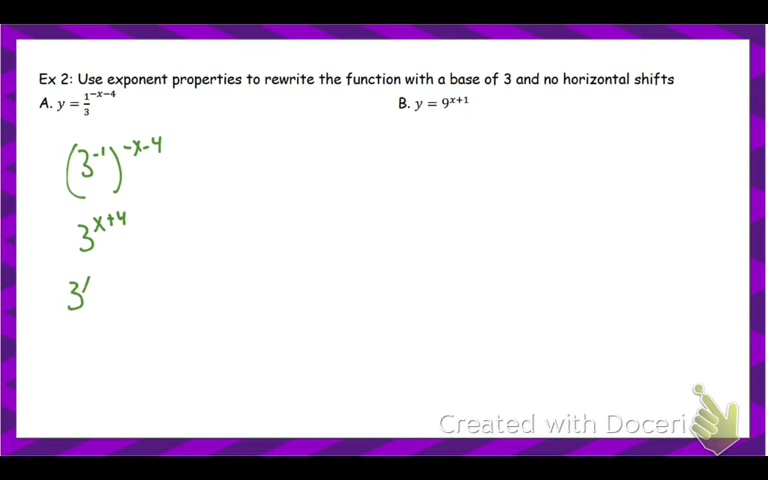 Ex 2: Use exponent properties to rewrite the function with a base of 3 and no horizontal shifts
A. y = 1/3^(-x-4)
B. y = 9^(x+1)
(3^-1)^(-x-4)
3^(x+4)
3
Created with Doceri